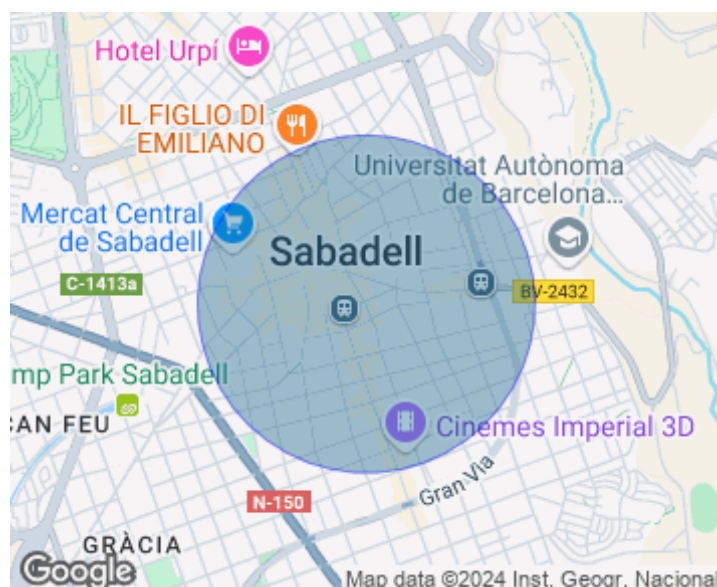 Hotel Urpí
IL FIGLIO DI
EMILIANO
Universitat Autònoma
de Barcelona...
Mercat Central
de Sabadell
Sabadell
C-1413a
BV-2432
mp Park Sabadell
CAN FEU
Cinemes Imperial 3D
Gran Via
N-150
GRÀCIA
Google
Map data ©2024 Inst. Geogr. Nacional